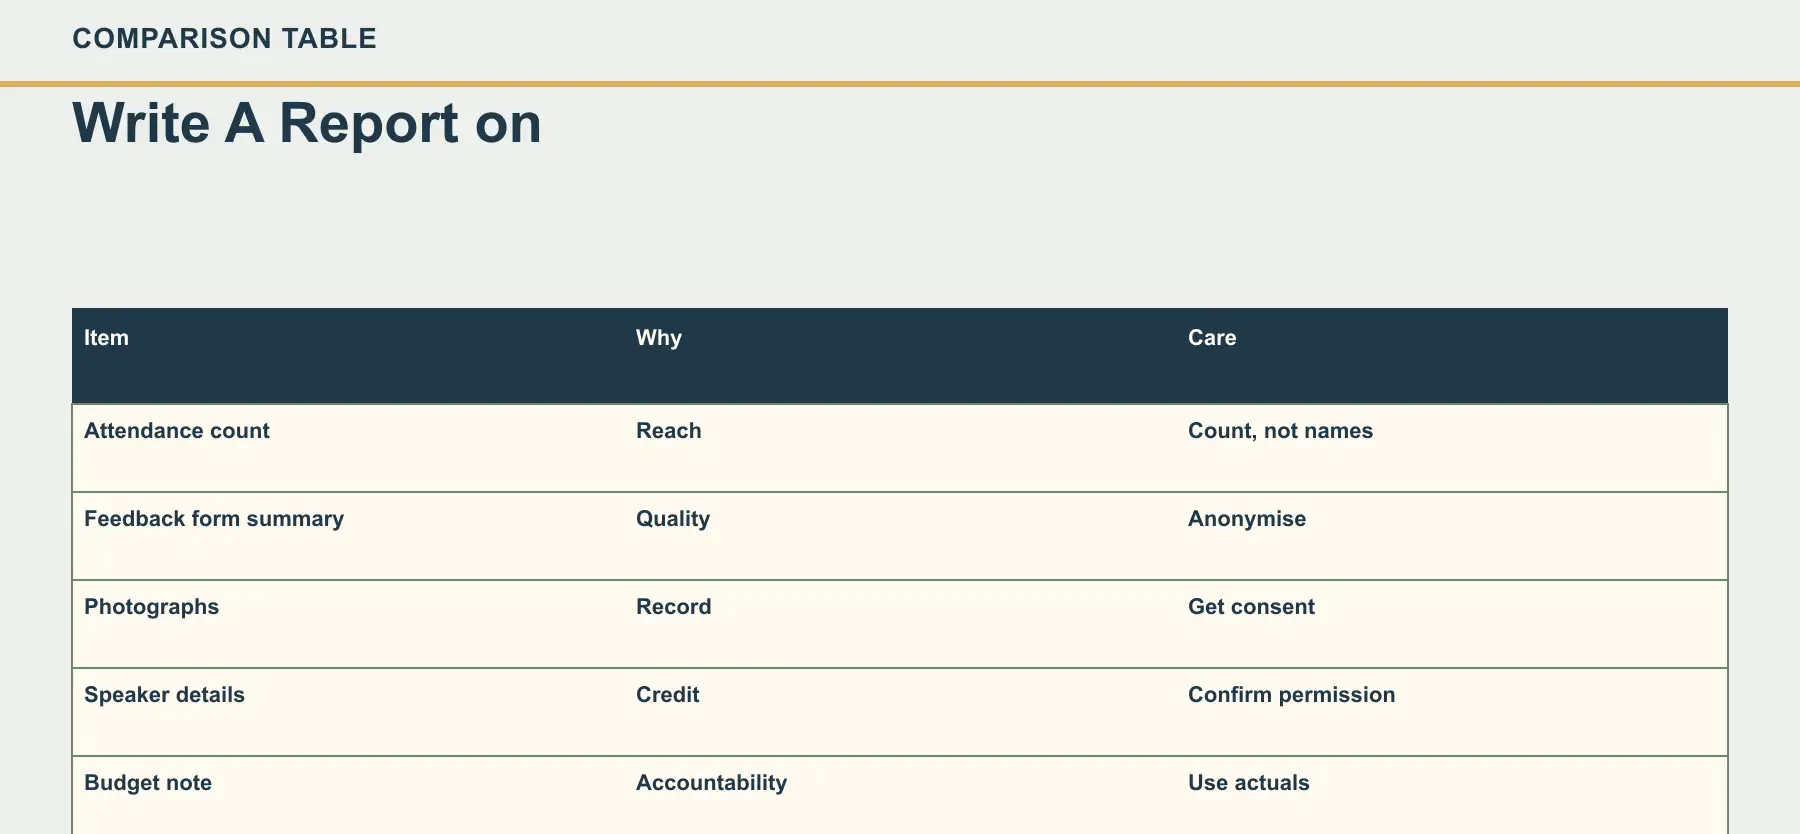 COMPARISON TABLE
Write A Report on
Item Why Care
Attendance count Reach Count, not names
Feedback form summary Quality Anonymise
Photographs Record Get consent
Speaker details Credit Confirm permission
Budget note Accountability Use actuals